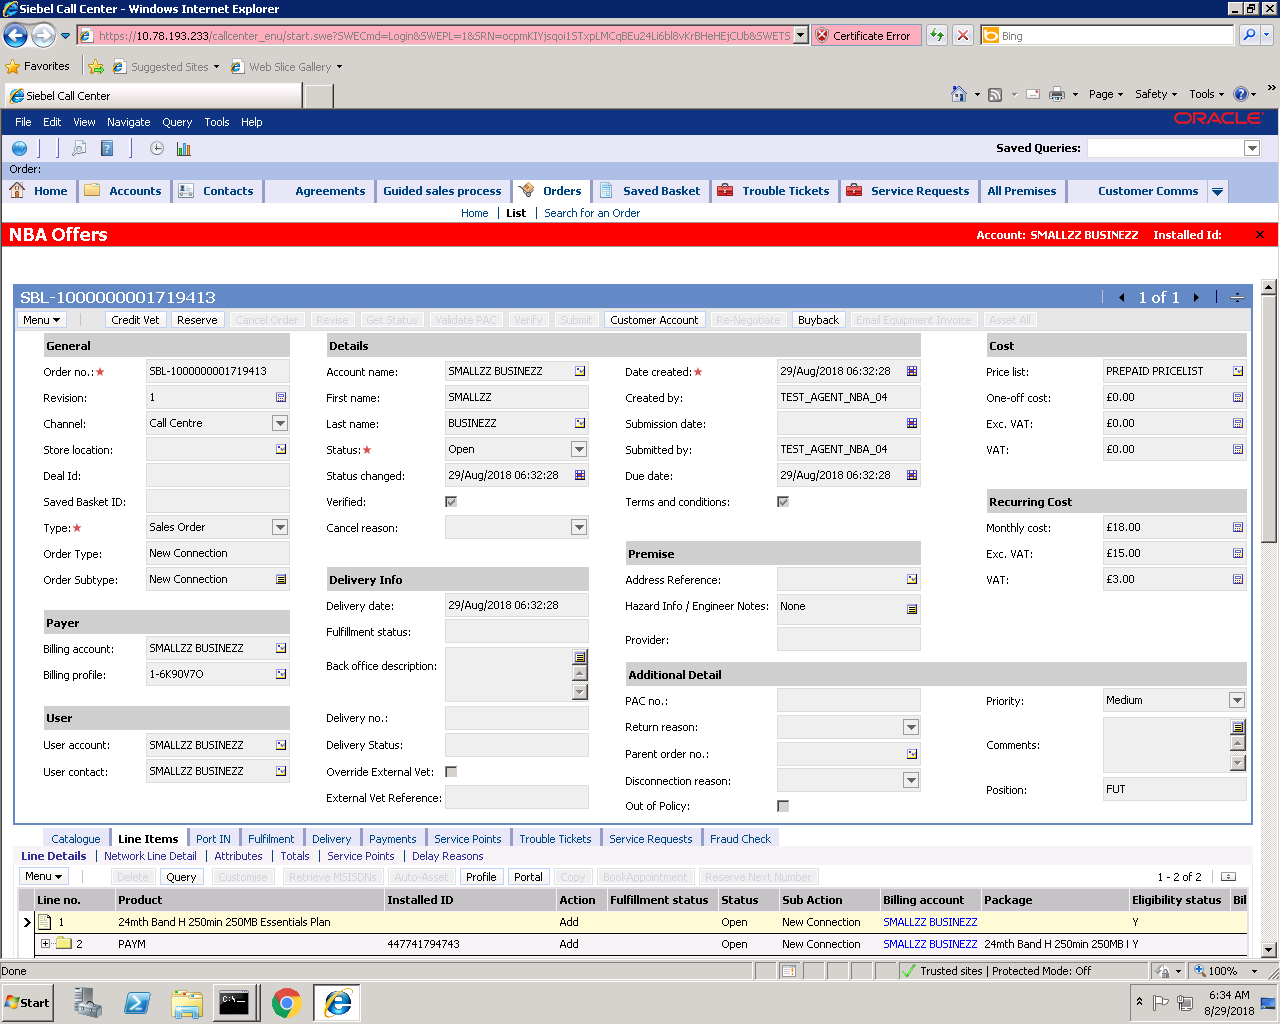 Siebel Call Center - Windows Internet Explorer
https://10.78.193.233/callcenter_enu/start.swe?SWECmd=Login&SWEPL=1&SRN=
Certificate Error
Bing
Favorites Suggested Sites Web Slice Gallery
Siebel Call Center
Page Safety Tools
File Edit View Navigate Query Tools Help
ORACLE
Saved Queries:
Order:
Home Accounts Contacts Agreements Guided sales process Orders Saved Basket Trouble Tickets Service Requests All Premises Customer Comms
Home List Search for an Order
NBA Offers Account: SMALLZZ BUSINEZZ Installed Id:
SBL-1000000001719413 1 of 1
Menu Credit Vet Reserve Cancel Order Revise Get Status Validate PAC Verify Submit Customer Account Re-Negotiate Buyback Email Equipment Invoice Asset All
General
Order no.:* SBL-1000000001719413
Revision: 1
Channel: Call Centre
Store location:
Deal Id:
Saved Basket ID:
Type:* Sales Order
Order Type: New Connection
Order Subtype: New Connection
Payer
Billing account: SMALLZZ BUSINEZZ
Billing profile: 1-6K90V7O
User
User account: SMALLZZ BUSINEZZ
User contact: SMALLZZ BUSINEZZ
Details
Account name: SMALLZZ BUSINEZZ
First name: SMALLZZ
Last name: BUSINEZZ
Status:* Open
Status changed: 29/Aug/2018 06:32:28
Verified:
Cancel reason:
Delivery Info
Delivery date: 29/Aug/2018 06:32:28
Fulfillment status:
Back office description:
Delivery no.:
Delivery Status:
Override External Vet:
External Vet Reference:
Date created:* 29/Aug/2018 06:32:28
Created by: TEST_AGENT_NBA_04
Submission date:
Submitted by: TEST_AGENT_NBA_04
Due date: 29/Aug/2018 06:32:28
Terms and conditions:
Premise
Address Reference:
Hazard Info / Engineer Notes: None
Provider:
Additional Detail
PAC no.:
Return reason:
Parent order no.:
Disconnection reason:
Out of Policy:
Priority: Medium
Comments:
Position: FUT
Cost
Price list: PREPAID PRICELIST
One-off cost: £0.00
Exc. VAT: £0.00
VAT: £0.00
Recurring Cost
Monthly cost: £18.00
Exc. VAT: £15.00
VAT: £3.00
Catalogue Line Items Port IN Fulfilment Delivery Payments Service Points Trouble Tickets Service Requests Fraud Check
Line Details Network Line Detail Attributes Totals Service Points Delay Reasons
Menu Delete Query Customise Retrieve MSISDNs Auto-Asset Profile Portal Copy BookAppointment Reserve Next Number 1 - 2 of 2
Line no. Product Installed ID Action Fulfillment status Status Sub Action Billing account Package Eligibility status Bil
1 24mth Band H 250min 250MB Essentials Plan Add Open New Connection SMALLZZ BUSINEZZ Y
2 PAYM 447741794743 Add Open New Connection SMALLZZ BUSINEZZ 24mth Band H 250min 250MB Y
Done Trusted sites | Protected Mode: Off 100%
Start 6:34 AM
8/29/2018